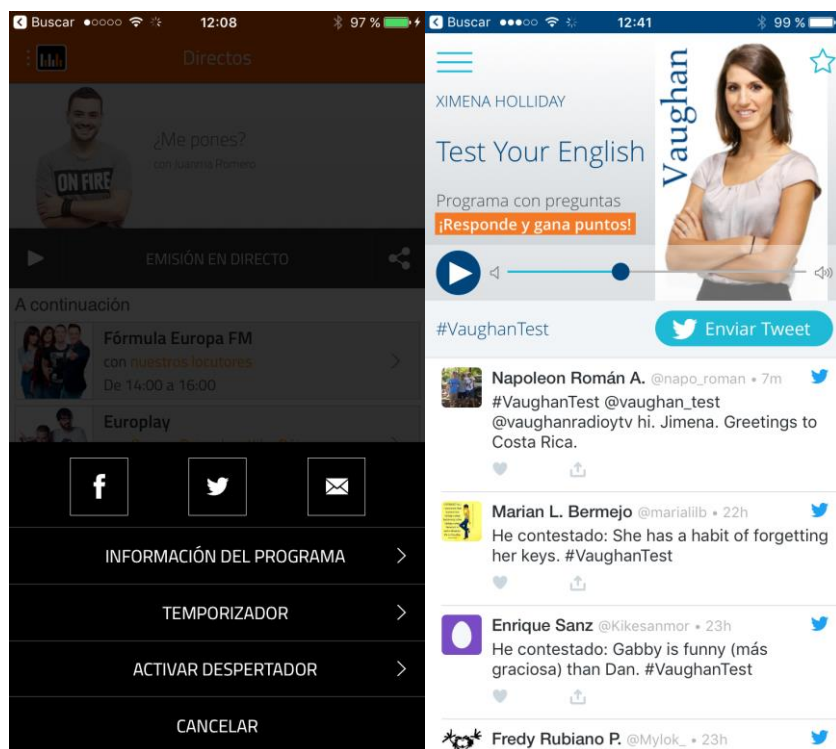 Buscar 12:08 97 %
Directos
¿Me pones?
con Juanma Romero
ON FIRE
EMISIÓN EN DIRECTO
A continuación
Fórmula Europa FM
con nuestros locutores
De 14:00 a 16:00
Europlay
INFORMACIÓN DEL PROGRAMA
TEMPORIZADOR
ACTIVAR DESPERTADOR
CANCELAR
Buscar 12:41 99 %
XIMENA HOLLIDAY
Vaughan
Test Your English
Programa con preguntas
¡Responde y gana puntos!
#VaughanTest
Enviar Tweet
Napoleon Román A. @napo_roman • 7m
#VaughanTest @vaughan_test
@vaughanradioytv hi. Jimena. Greetings to
Costa Rica.
Marian L. Bermejo @marialilb • 22h
He contestado: She has a habit of forgetting
her keys. #VaughanTest
Enrique Sanz @Kikesanmor • 23h
He contestado: Gabby is funny (más
graciosa) than Dan. #VaughanTest
Fredy Rubiano P. @Mylok_ • 23h